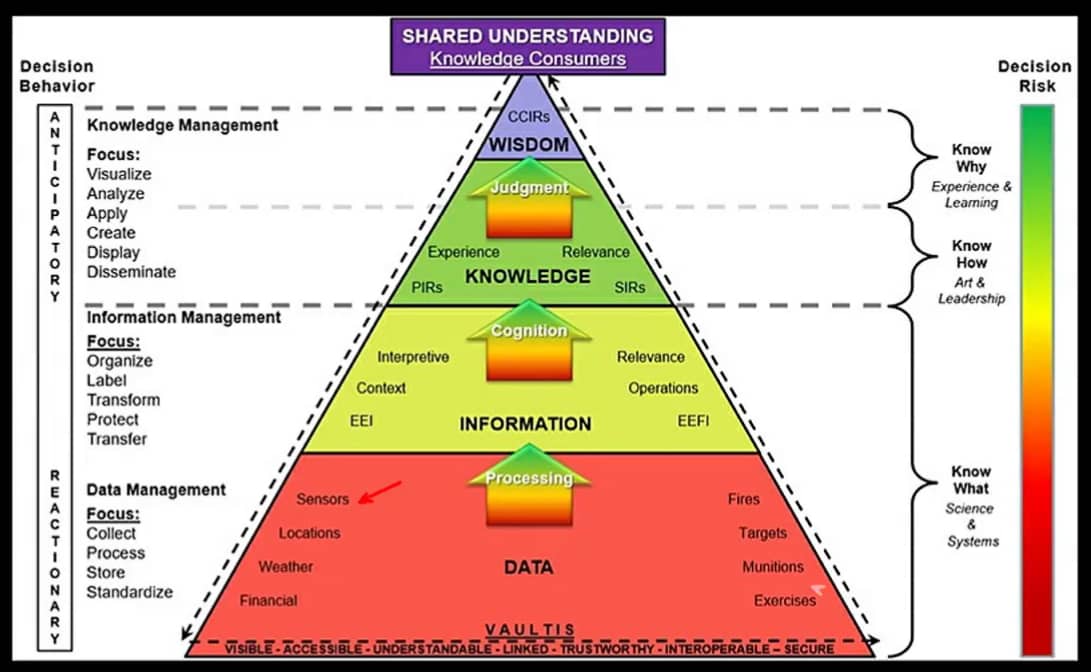 SHARED UNDERSTANDING
Knowledge Consumers
Decision
Behavior
ANTICIPATORY
REACTIONARY
Knowledge Management
Focus:
Visualize
Analyze
Apply
Create
Display
Disseminate
Information Management
Focus:
Organize
Label
Transform
Protect
Transfer
Data Management
Focus:
Collect
Process
Store
Standardize
CCIRs
WISDOM
Judgment
Experience Relevance
KNOWLEDGE
PIRs SIRs
Cognition
Interpretive Relevance
Context Operations
EEI EEFI
INFORMATION
Processing
Sensors Fires
Locations Targets
Weather Munitions
DATA
Financial Exercises
VAULTIS
VISIBLE - ACCESSIBLE - UNDERSTANDABLE - LINKED - TRUSTWORTHY - INTEROPERABLE – SECURE
Know
Why
Experience &
Learning
Know
How
Art &
Leadership
Know
What
Science
&
Systems
Decision
Risk